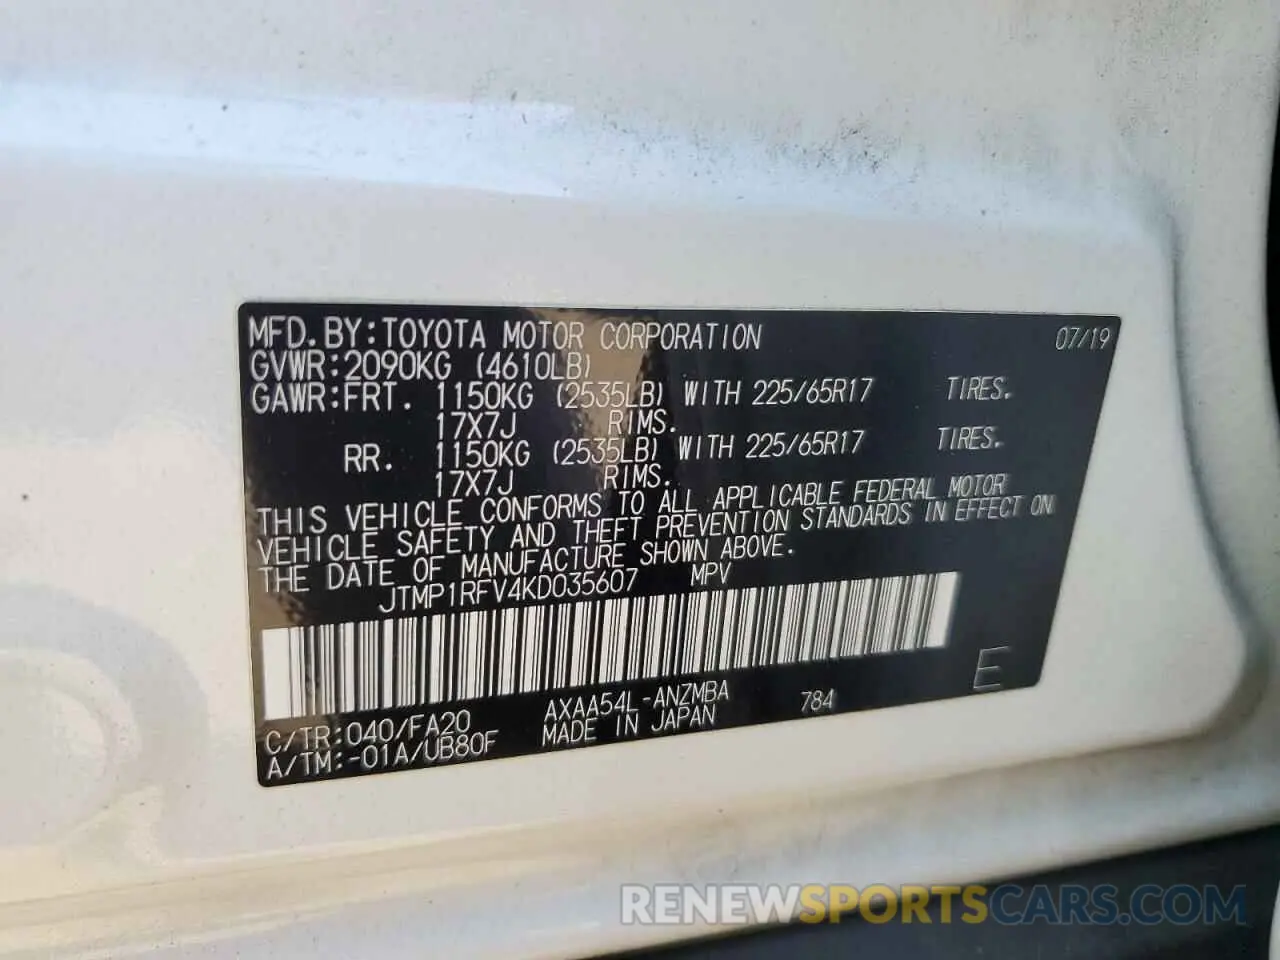 MFD.BY:TOYOTA MOTOR CORPORATION 07/19
GVWR:2090KG (4610LB)
GAWR:FRT. 1150KG (2535LB) WITH 225/65R17 TIRES.
17X7J RIMS.
RR. 1150KG (2535LB) WITH 225/65R17 TIRES.
17X7J RIMS.
THIS VEHICLE CONFORMS TO ALL APPLICABLE FEDERAL MOTOR
VEHICLE SAFETY AND THEFT PREVENTION STANDARDS IN EFFECT ON
THE DATE OF MANUFACTURE SHOWN ABOVE.
JTMP1RFV4KD035607 MPV
E
C/TR:040/FA20 AXAA54L-ANZMBA 784
A/TM:-01A/UB80F MADE IN JAPAN
RENEWSPORTSCARS.COM